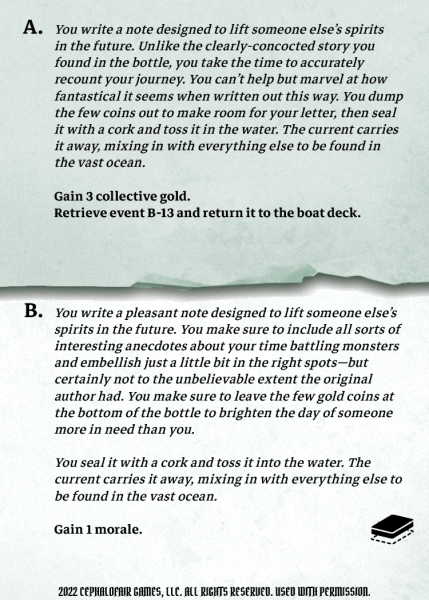 A. You write a note designed to lift someone else's spirits
in the future. Unlike the clearly-concocted story you
found in the bottle, you take the time to accurately
recount your journey. You can't help but marvel at how
fantastical it seems when written out this way. You dump
the few coins out to make room for your letter, then seal
it with a cork and toss it in the water. The current carries
it away, mixing in with everything else to be found in
the vast ocean.
Gain 3 collective gold.
Retrieve event B-13 and return it to the boat deck.
B. You write a pleasant note designed to lift someone else's
spirits in the future. You make sure to include all sorts of
interesting anecdotes about your time battling monsters
and embellish just a little bit in the right spots—but
certainly not to the unbelievable extent the original
author had. You make sure to leave the few gold coins at
the bottom of the bottle to brighten the day of someone
more in need than you.
You seal it with a cork and toss it into the water. The
current carries it away, mixing in with everything else to
be found in the vast ocean.
Gain 1 morale.
2022 CEPHALOFAIR GAMES, LLC. ALL RIGHTS RESERVED. USED WITH PERMISSION.